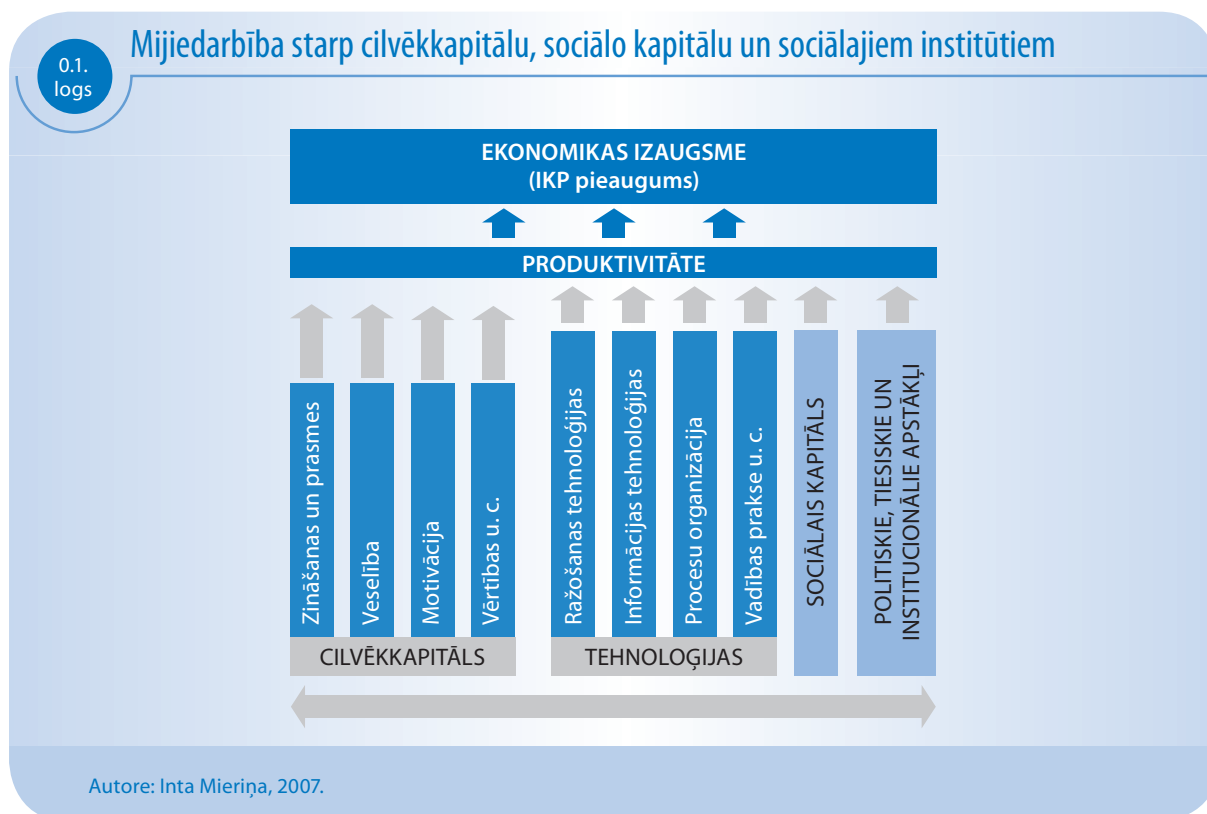 0.1.
logs
Mijiedarbība starp cilvēkkapitālu, sociālo kapitālu un sociālajiem institūtiem
EKONOMIKAS IZAUGSME
(IKP pieaugums)
PRODUKTIVITĀTE
Zināšanas un prasmes
Veselība
Motivācija
Vērtības u. c.
CILVĒKKAPITĀLS
Ražošanas tehnoloģijas
Informācijas tehnoloģijas
Procesu organizācija
Vadības prakse u. c.
TEHNOLOĢIJAS
SOCIĀLAIS KAPITĀLS
POLITISKIE, TIESISKIE UN
INSTITUCIONĀLIE APSTĀKĻI
Autore: Inta Mieriņa, 2007.